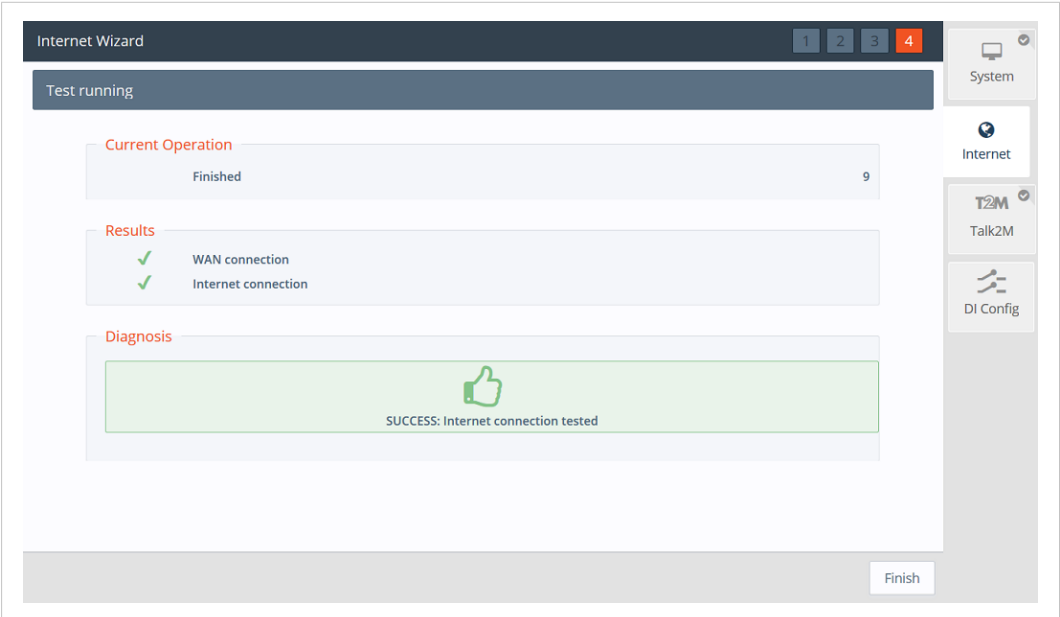 Internet Wizard
1 2 3 4
Test running
Current Operation
Finished 9
Results
WAN connection
Internet connection
Diagnosis
SUCCESS: Internet connection tested
Finish
System
Internet
T2M
Talk2M
DI Config